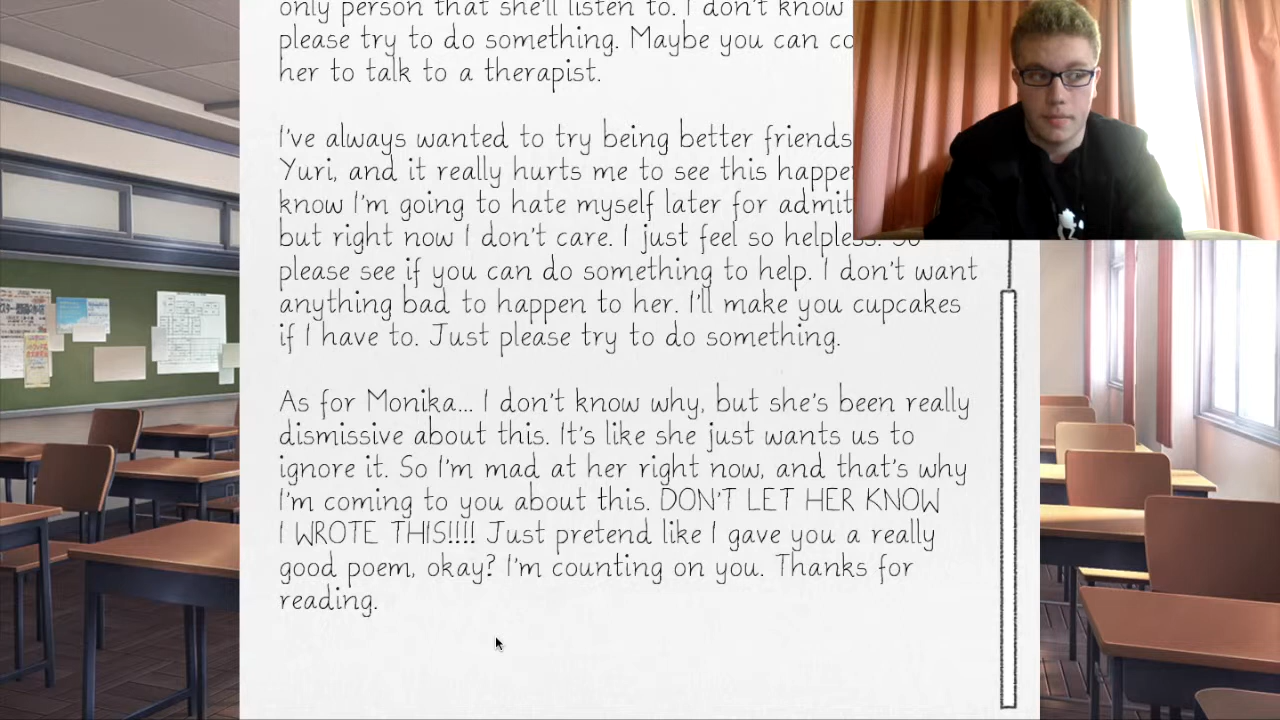 only person that she'll listen to. I don't know
please try to do something. Maybe you can co
her to talk to a therapist.
I've always wanted to try being better friends
Yuri, and it really hurts me to see this happe
know I'm going to hate myself later for admit
but right now I don't care. I just feel so helpless. So
please see if you can do something to help. I don't want
anything bad to happen to her. I'll make you cupcakes
if I have to. Just please try to do something.
As for Monika... I don't know why, but she's been really
dismissive about this. It's like she just wants us to
ignore it. So I'm mad at her right now, and that's why
I'm coming to you about this. DON'T LET HER KNOW
I WROTE THIS!!!! Just pretend like I gave you a really
good poem, okay? I'm counting on you. Thanks for
reading.